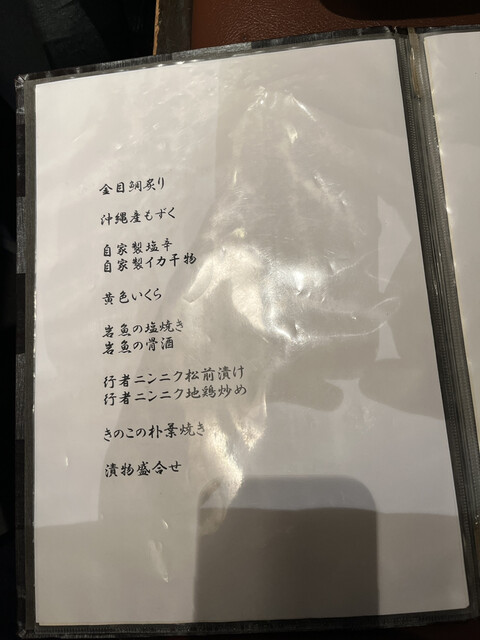 金目鯛炙り
沖縄産もずく
自家製塩辛
自家製イカ干物
黄色いくら
岩魚の塩焼き
岩魚の骨酒
行者ニンニク松前漬け
行者ニンニク地鶏炒め
きのこの朴葉焼き
漬物盛合せ